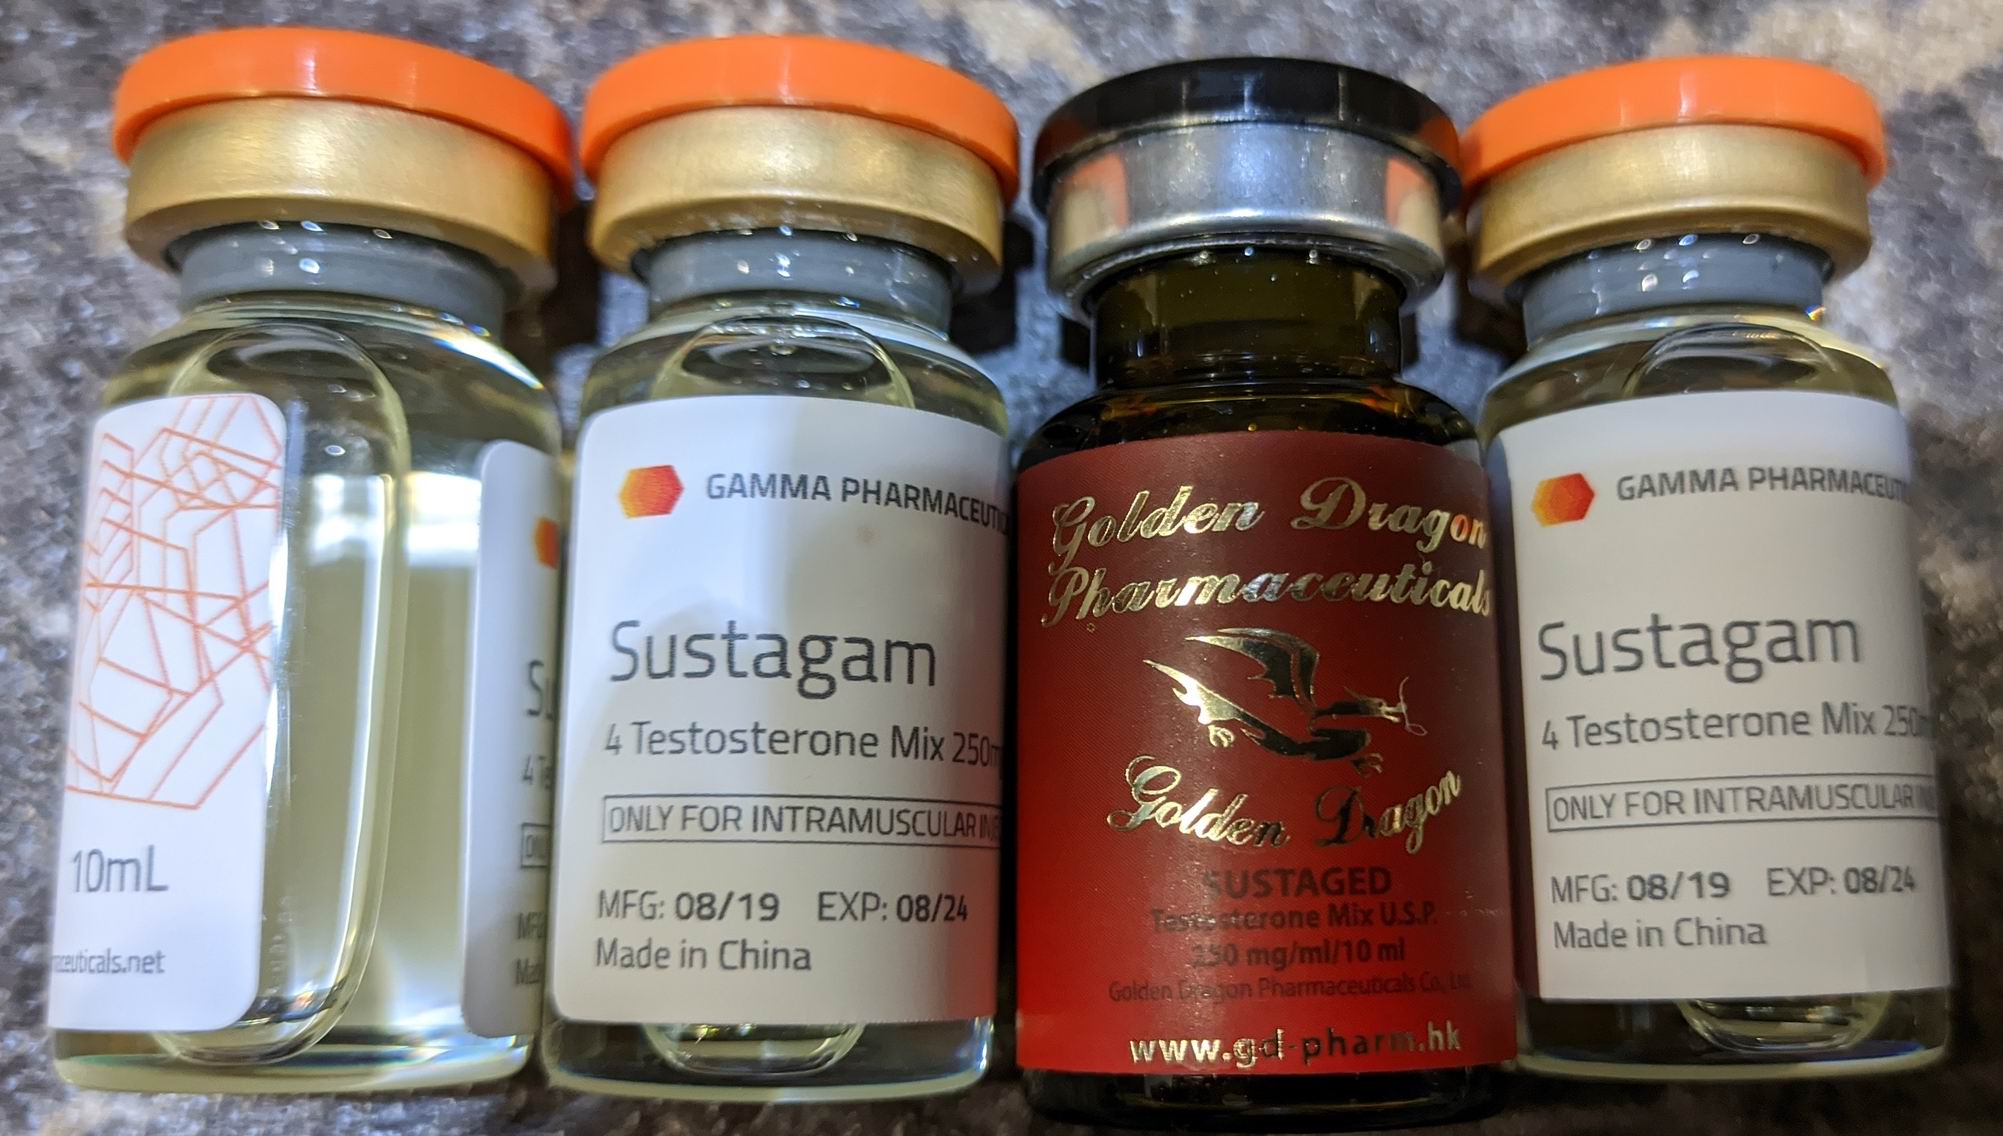 10mL
GAMMA PHARMACEUTIC
Sustagam
4 Testosterone Mix 250m
ONLY FOR INTRAMUSCULAR
MFG: 08/19 EXP: 08/24
Made in China
Golden Dragon
Pharmaceuticals
Golden Dragon
SUSTAGED
Testosterone Mix U.S.P.
250 mg/ml/10 ml
Golden Dragon Pharmaceuticals Co., Ltd
www.gd-pharm.hk
GAMMA PHARMACEUT
Sustagam
4 Testosterone Mix 250
ONLY FOR INTRAMUSCULAR
MFG: 08/19 EXP: 08/24
Made in China